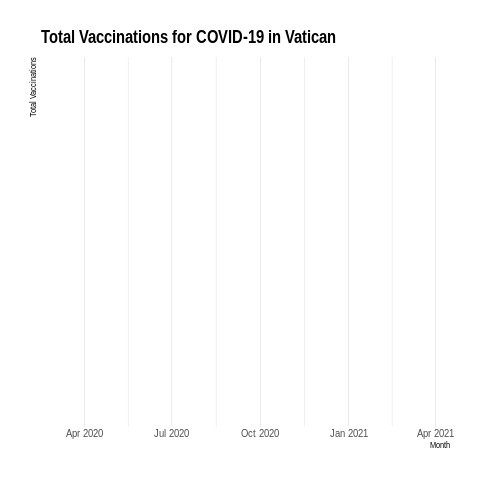 Total Vaccinations for COVID-19 in Vatican
Total Vaccinations
Apr 2020 Jul 2020 Oct 2020 Jan 2021 Apr 2021
Month